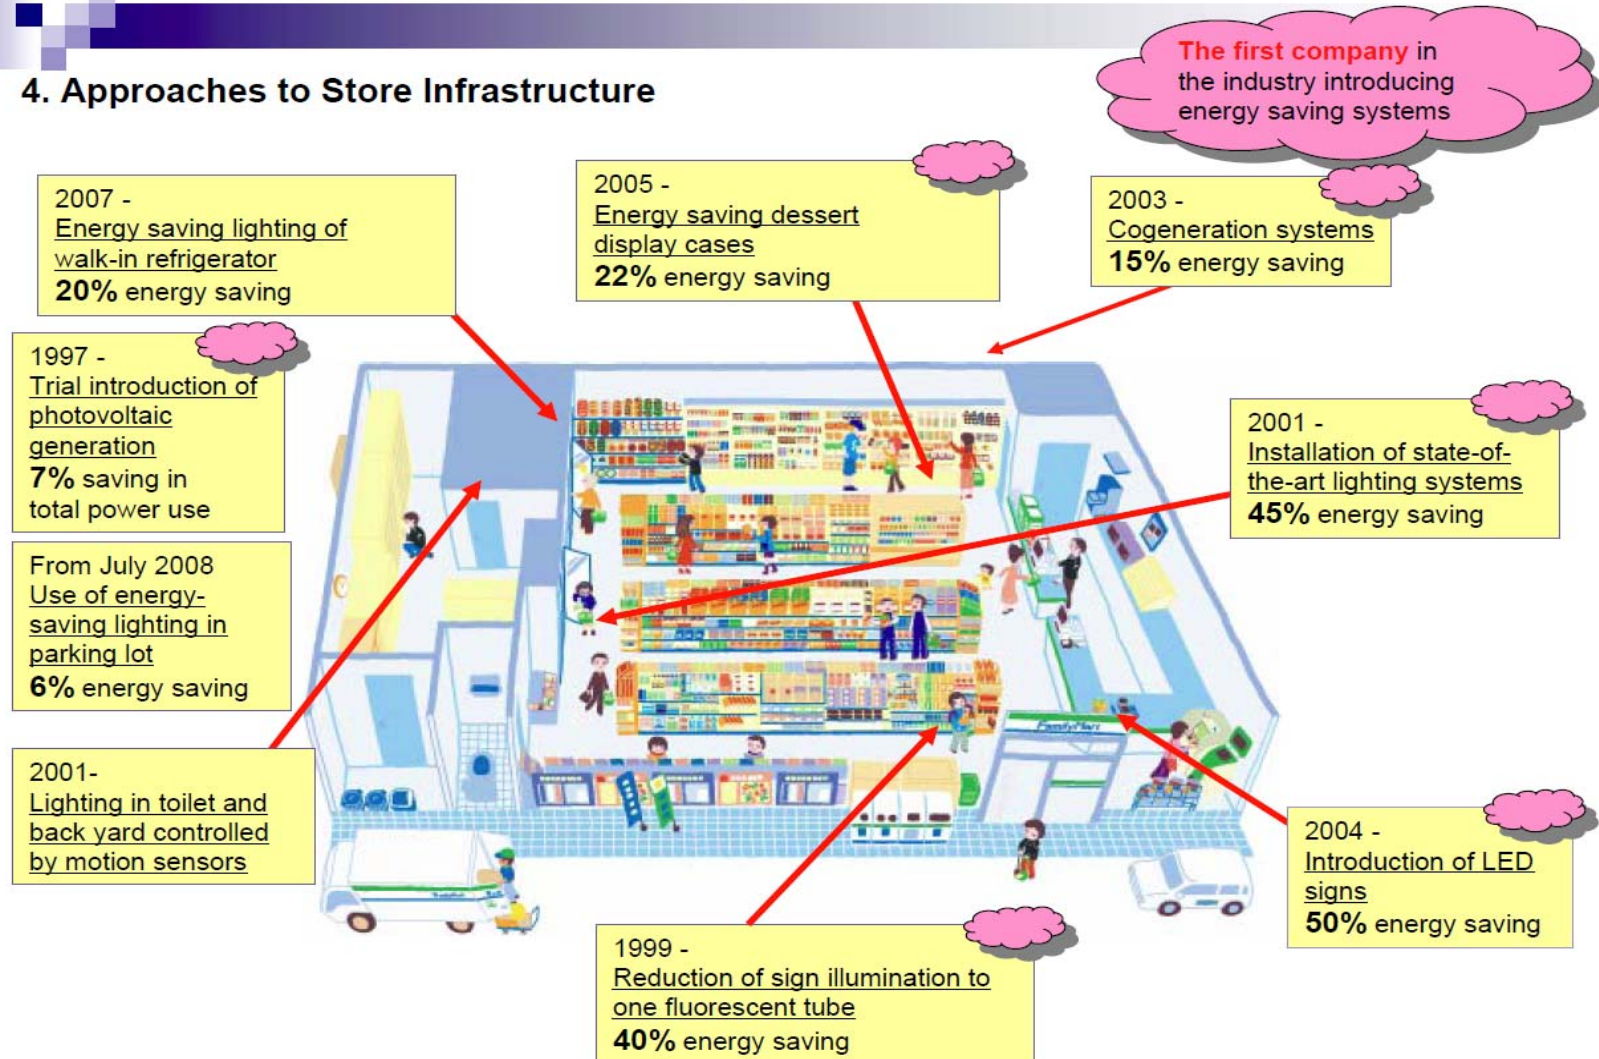 4. Approaches to Store Infrastructure
The first company in
the industry introducing
energy saving systems
2007 -
Energy saving lighting of
walk-in refrigerator
20% energy saving
2005 -
Energy saving dessert
display cases
22% energy saving
2003 -
Cogeneration systems
15% energy saving
1997 -
Trial introduction of
photovoltaic
generation
7% saving in
total power use
2001 -
Installation of state-of-
the-art lighting systems
45% energy saving
From July 2008
Use of energy-
saving lighting in
parking lot
6% energy saving
FamilyMart
2001-
Lighting in toilet and
back yard controlled
by motion sensors
2004 -
Introduction of LED
signs
50% energy saving
1999 -
Reduction of sign illumination to
one fluorescent tube
40% energy saving